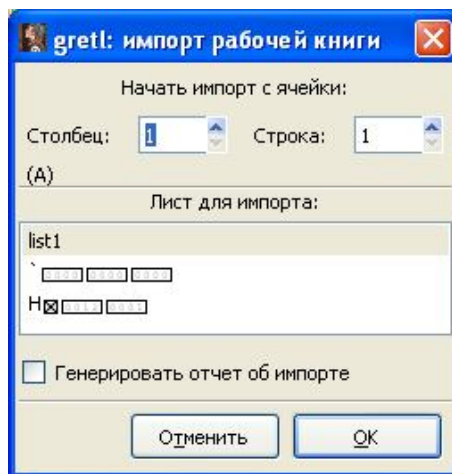 gretl: импорт рабочей книги
Начать импорт с ячейки:
Столбец: 1 Строка: 1
(A)
Лист для импорта:
list1
Генерировать отчет об импорте
Отменить OK